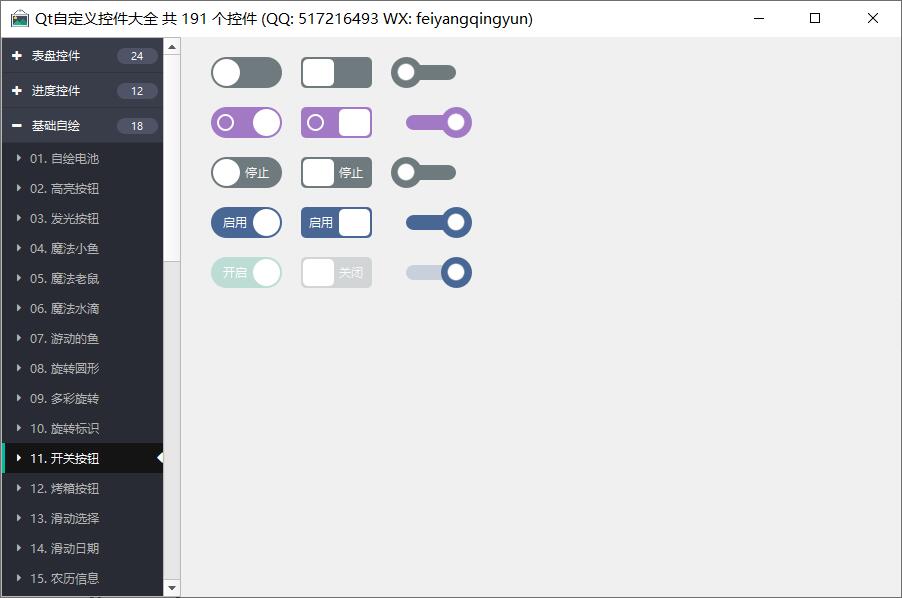 Qt自定义控件大全 共 191 个控件 (QQ: 517216493 WX: feiyangqingyun)
表盘控件 24
进度控件 12
基础自绘 18
01. 自绘电池
02. 高亮按钮
03. 发光按钮
04. 魔法小鱼
05. 魔法老鼠
06. 魔法水滴
07. 游动的鱼
08. 旋转圆形
09. 多彩旋转
10. 旋转标识
11. 开关按钮
12. 烤箱按钮
13. 滑动选择
14. 滑动日期
15. 农历信息
停止 停止
启用 启用
开启 关闭